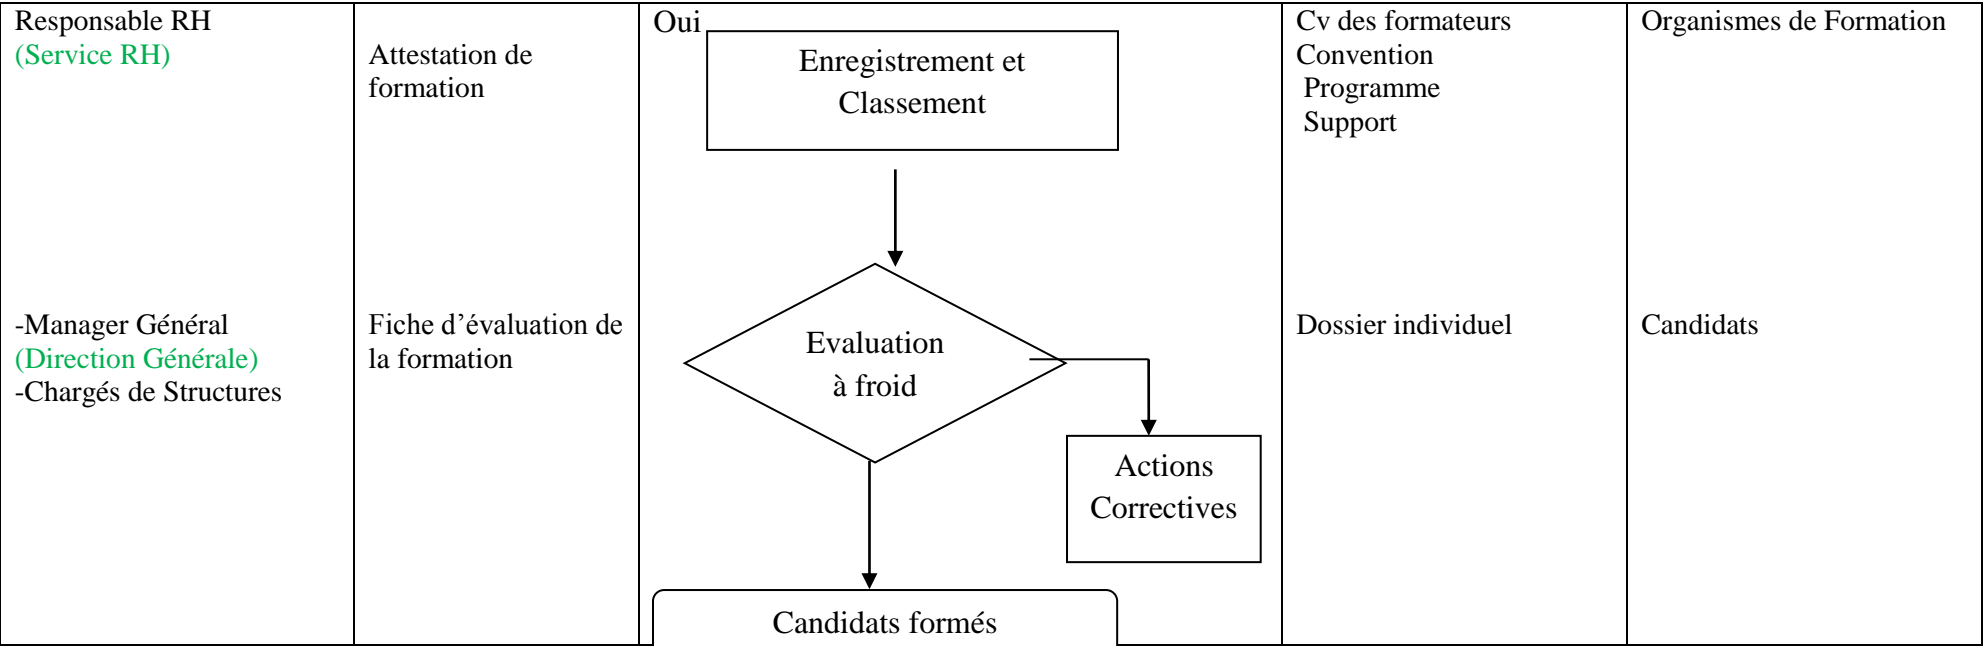 Responsable RH
(Service RH)
Attestation de
formation
Oui
Enregistrement et
Classement
Cv des formateurs
Convention
Programme
Support
Organismes de Formation
-Manager Général
(Direction Générale)
-Chargés de Structures
Fiche d’évaluation de
la formation
Evaluation
à froid
Actions
Correctives
Candidats formés
Dossier individuel
Candidats